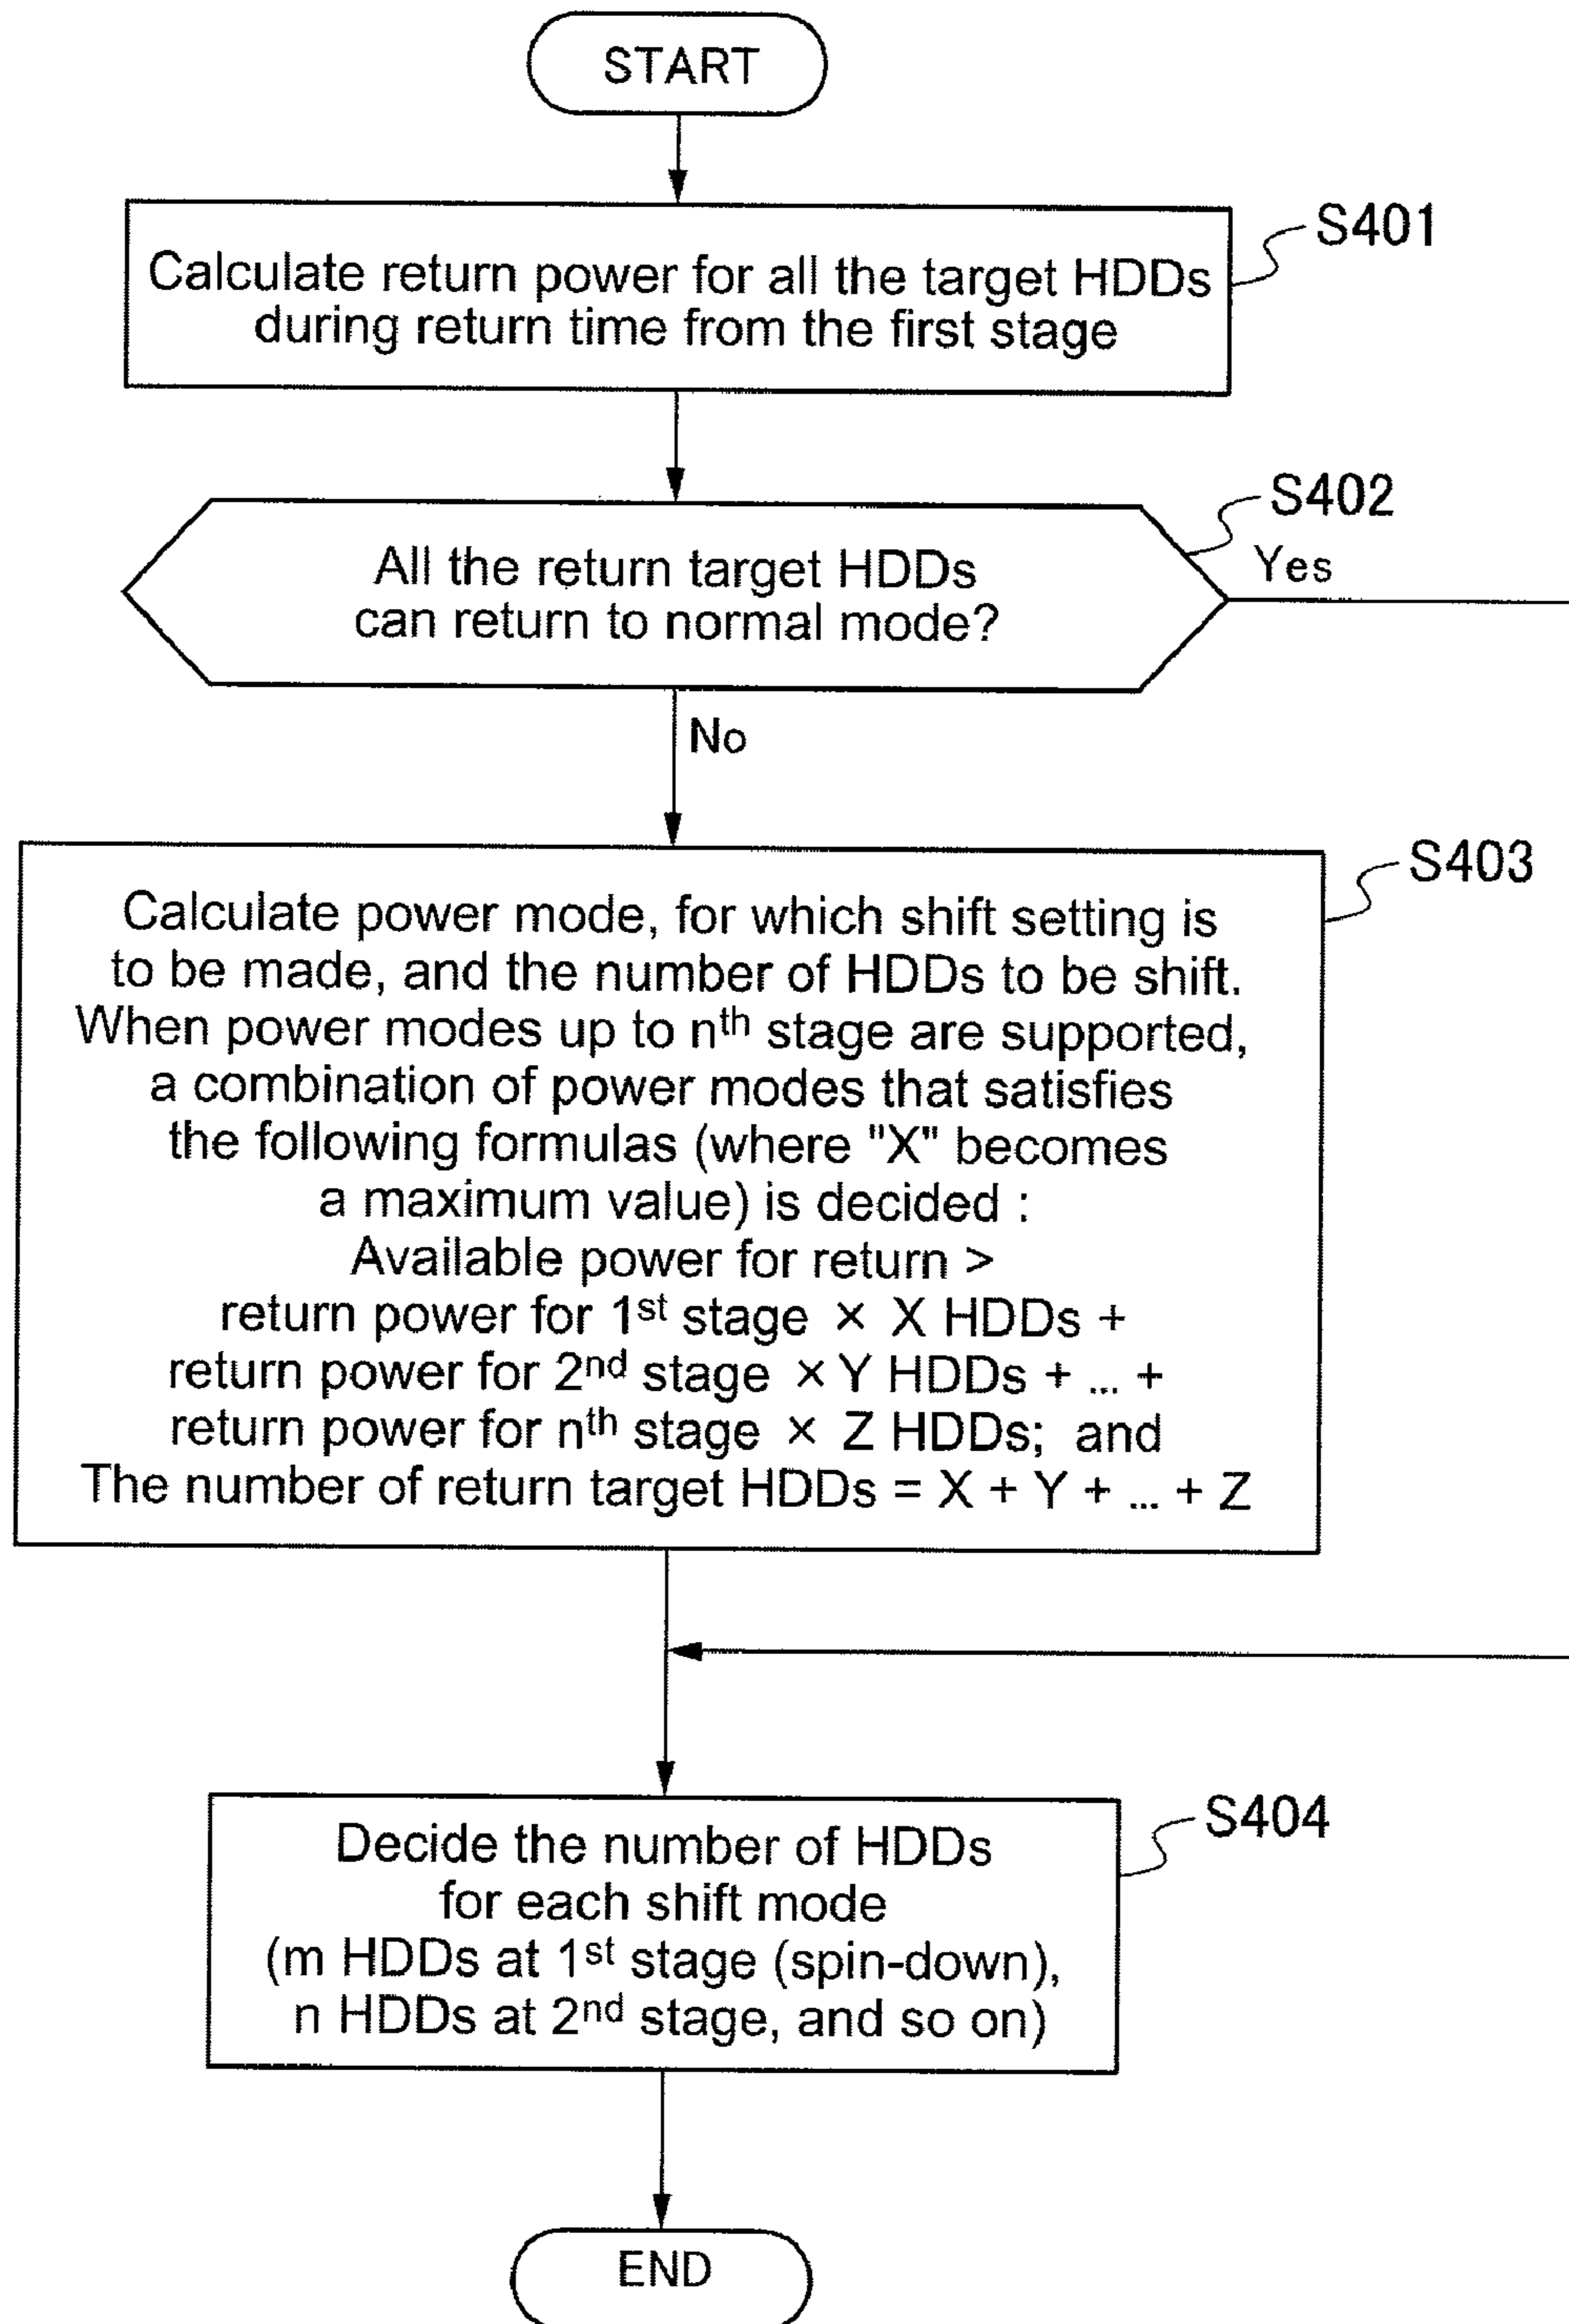 START
S401
Calculate return power for all the target HDDs
during return time from the first stage
S402
All the return target HDDs
can return to normal mode?
Yes
No
S403
Calculate power mode, for which shift setting is
to be made, and the number of HDDs to be shift.
When power modes up to nth stage are supported,
a combination of power modes that satisfies
the following formulas (where "X" becomes
a maximum value) is decided :
Available power for return >
return power for 1st stage × X HDDs +
return power for 2nd stage × Y HDDs + ... +
return power for nth stage × Z HDDs; and
The number of return target HDDs = X + Y + ... + Z
S404
Decide the number of HDDs
for each shift mode
(m HDDs at 1st stage (spin-down),
n HDDs at 2nd stage, and so on)
END